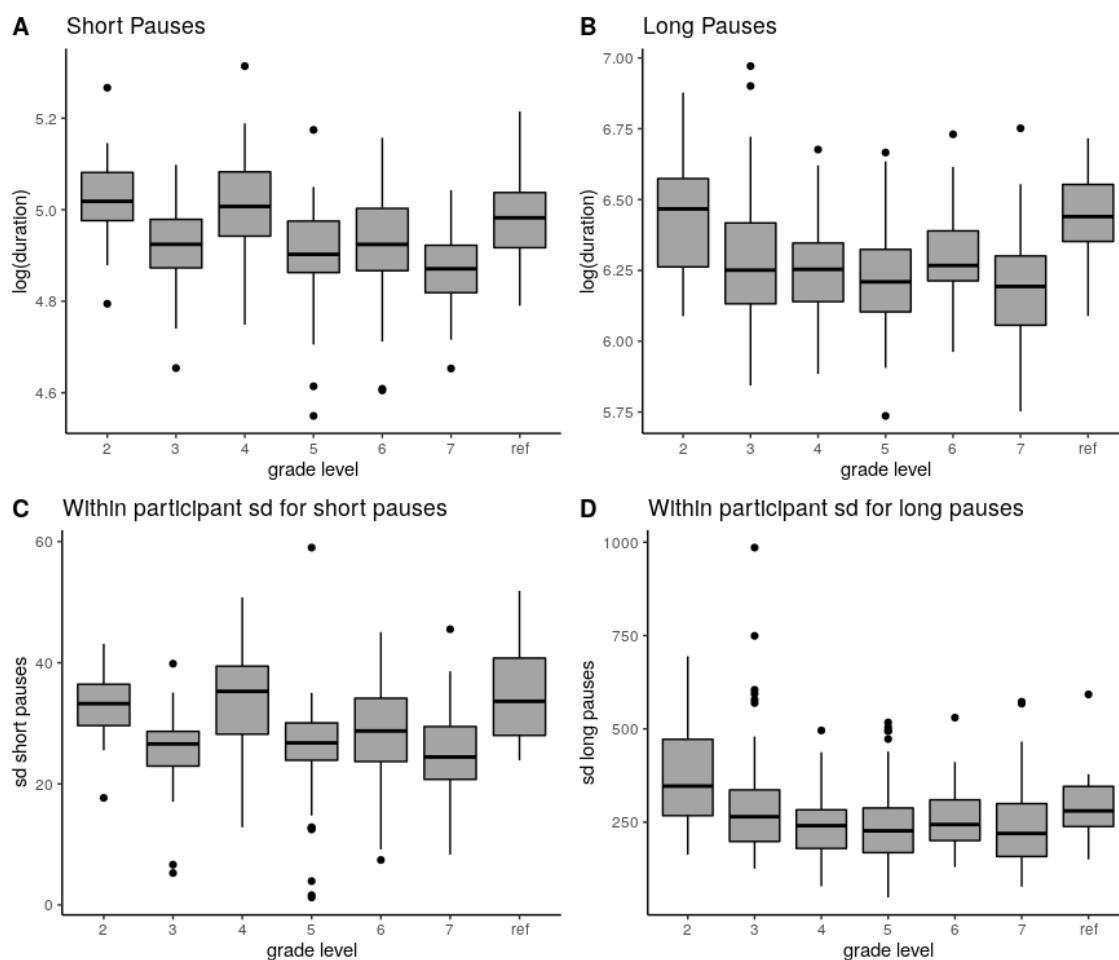 A Short Pauses
log(duration)
5.2
5.0
4.8
4.6
2 3 4 5 6 7 ref
grade level
B Long Pauses
log(duration)
7.00
6.75
6.50
6.25
6.00
5.75
2 3 4 5 6 7 ref
grade level
C Within participant sd for short pauses
sd short pauses
60
40
20
0
2 3 4 5 6 7 ref
grade level
D Within participant sd for long pauses
sd long pauses
1000
750
500
250
2 3 4 5 6 7 ref
grade level